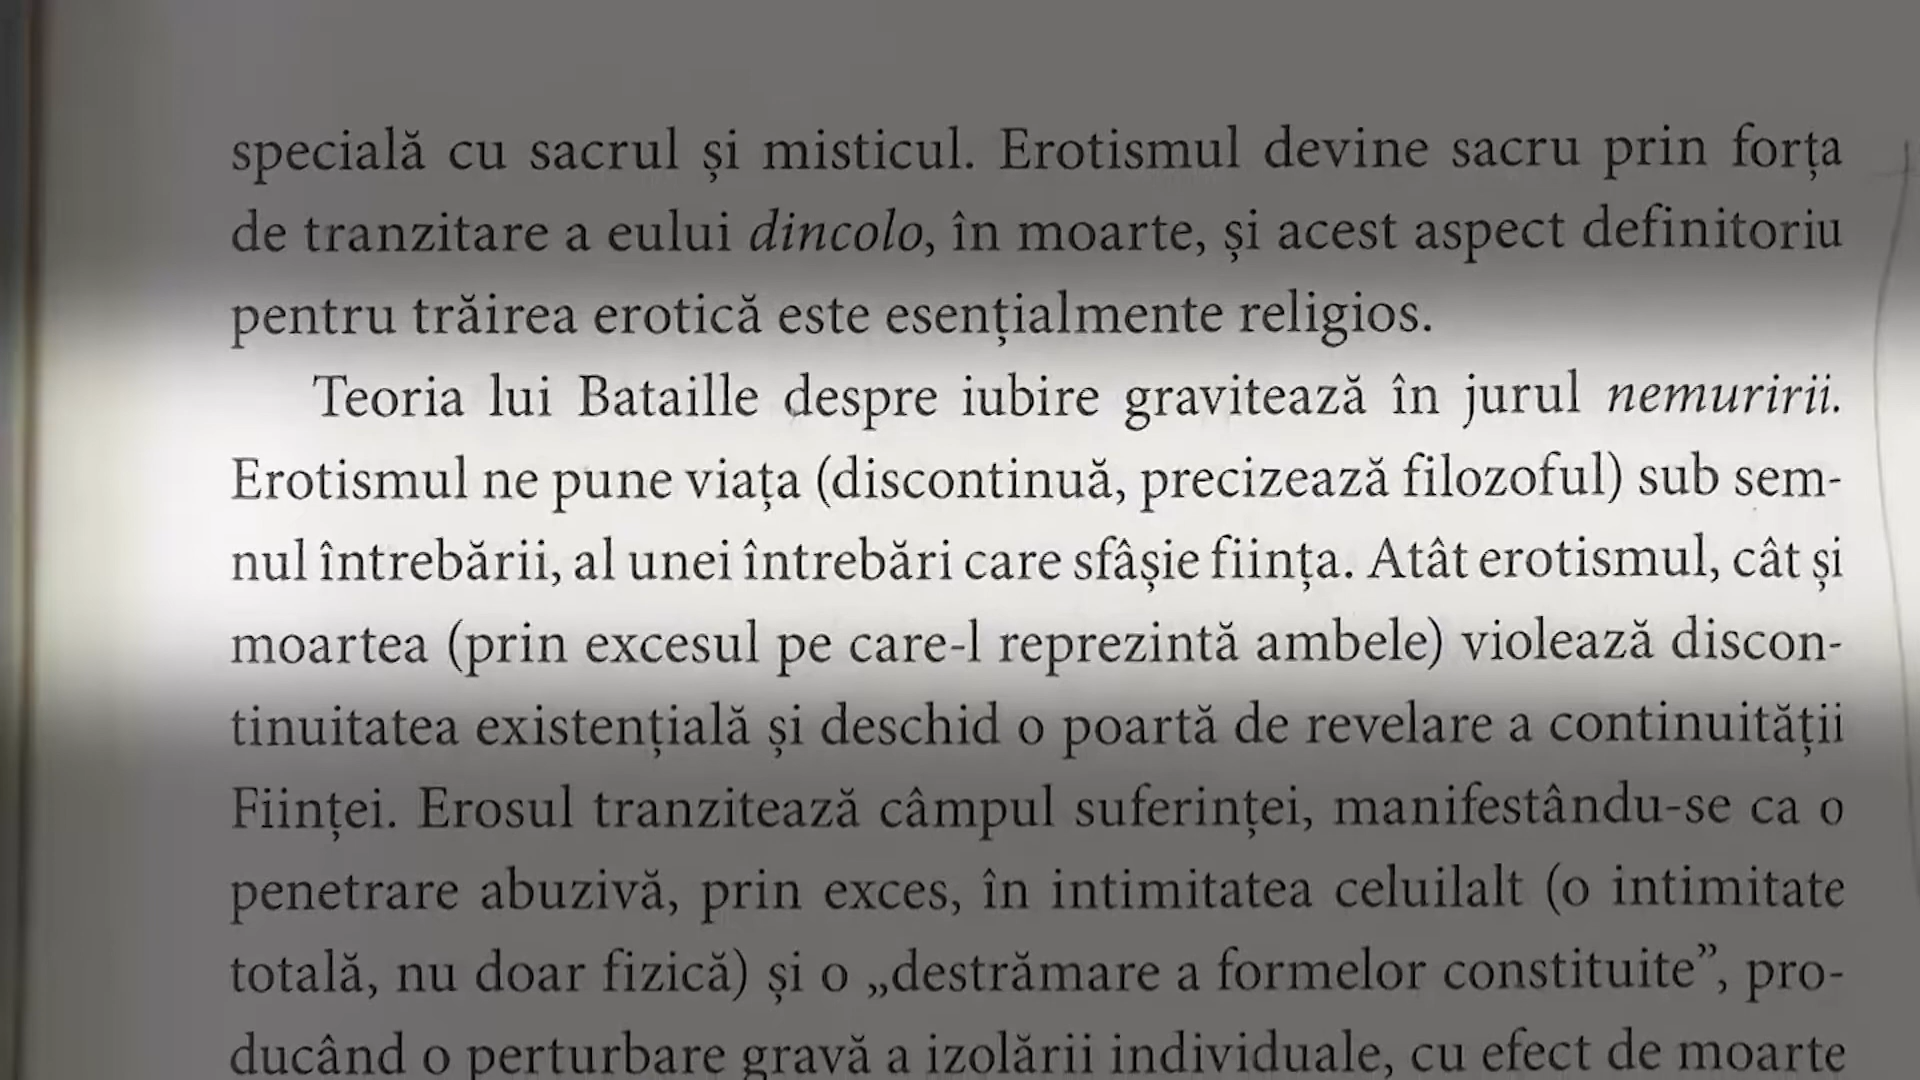 specială cu sacrul și misticul. Erotismul devine sacru prin forța
de tranzitare a eului dincolo, în moarte, și acest aspect definitoriu
pentru trăirea erotică este esențialmente religios.
Teoria lui Bataille despre iubire gravitează în jurul nemuririi.
Erotismul ne pune viața (discontinuă, precizează filozoful) sub sem-
nul întrebării, al unei întrebări care sfâșie ființa. Atât erotismul, cât și
moartea (prin excesul pe care-l reprezintă ambele) violează discon-
tinuitatea existențială și deschid o poartă de revelare a continuității
Ființei. Erosul tranzitează câmpul suferinței, manifestându-se ca o
penetrare abuzivă, prin exces, în intimitatea celuilalt (o intimitate
totală, nu doar fizică) și o „destrămare a formelor constituite”, pro-
ducând o perturbare gravă a izolării individuale, cu efect de moarte